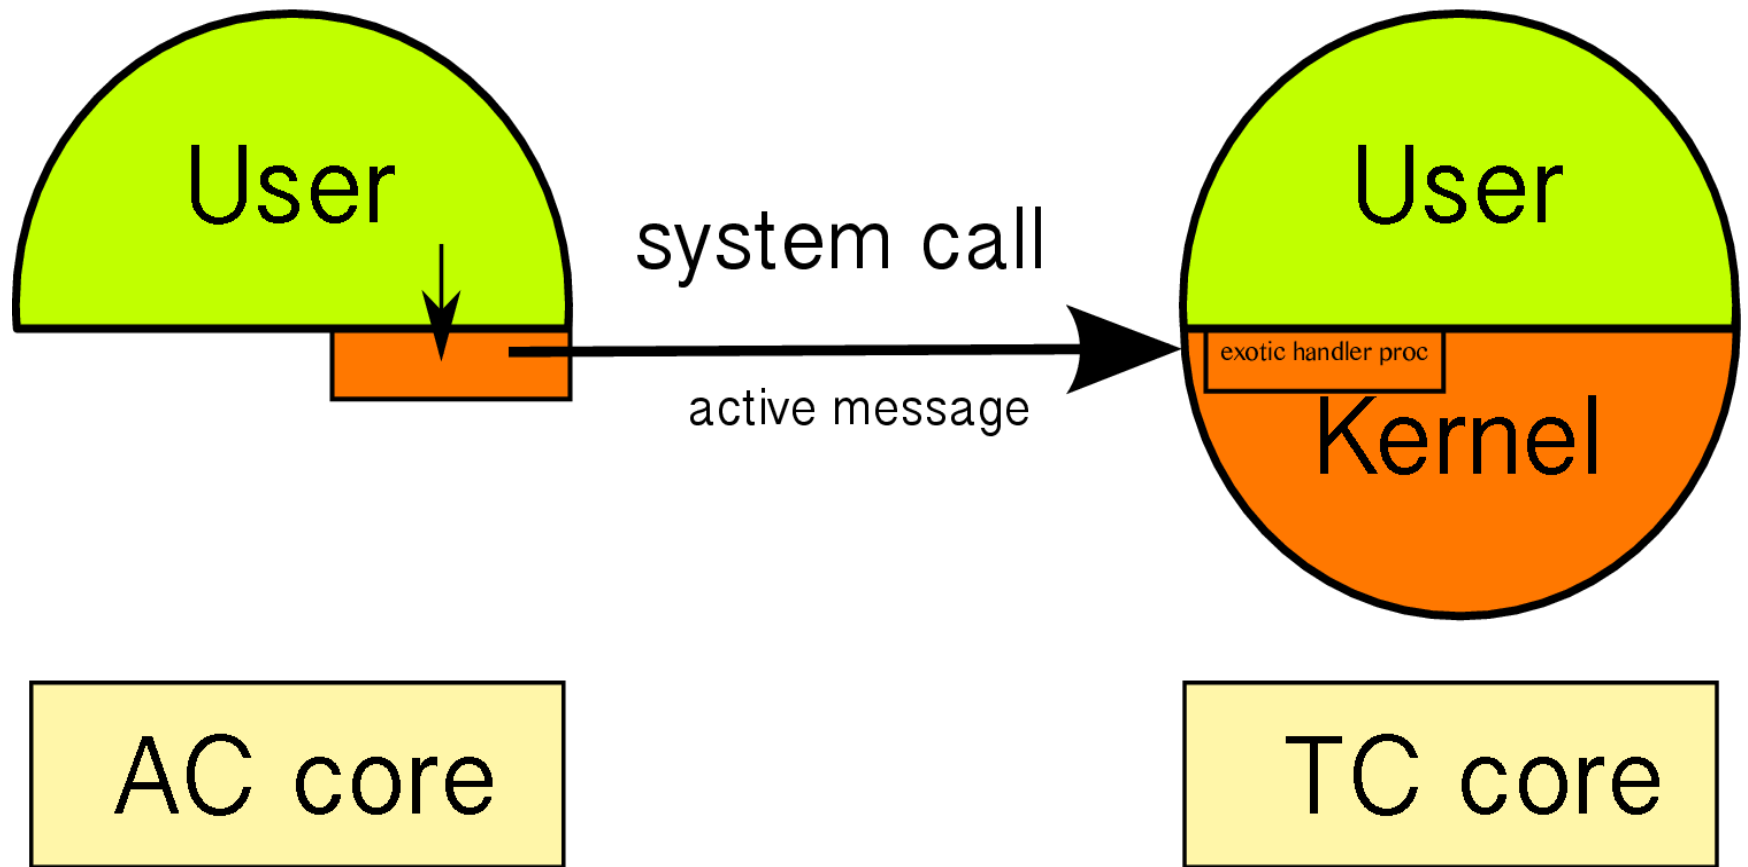 User
User
system call
exotic handler proc
active message
Kernel
AC core
TC core